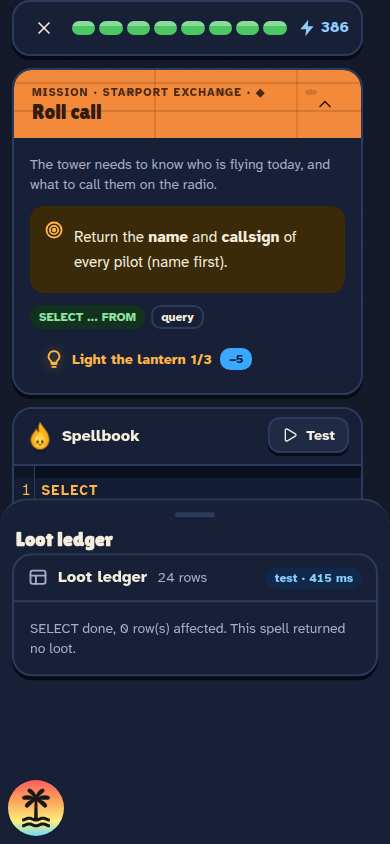 386
MISSION · STARPORT EXCHANGE · ◆
Roll call
The tower needs to know who is flying today, and
what to call them on the radio.
Return the name and callsign of
every pilot (name first).
SELECT … FROM
query
Light the lantern 1/3
−5
Spellbook
Test
1 SELECT
Loot ledger
Loot ledger 24 rows
test · 415 ms
SELECT done, 0 row(s) affected. This spell returned
no loot.